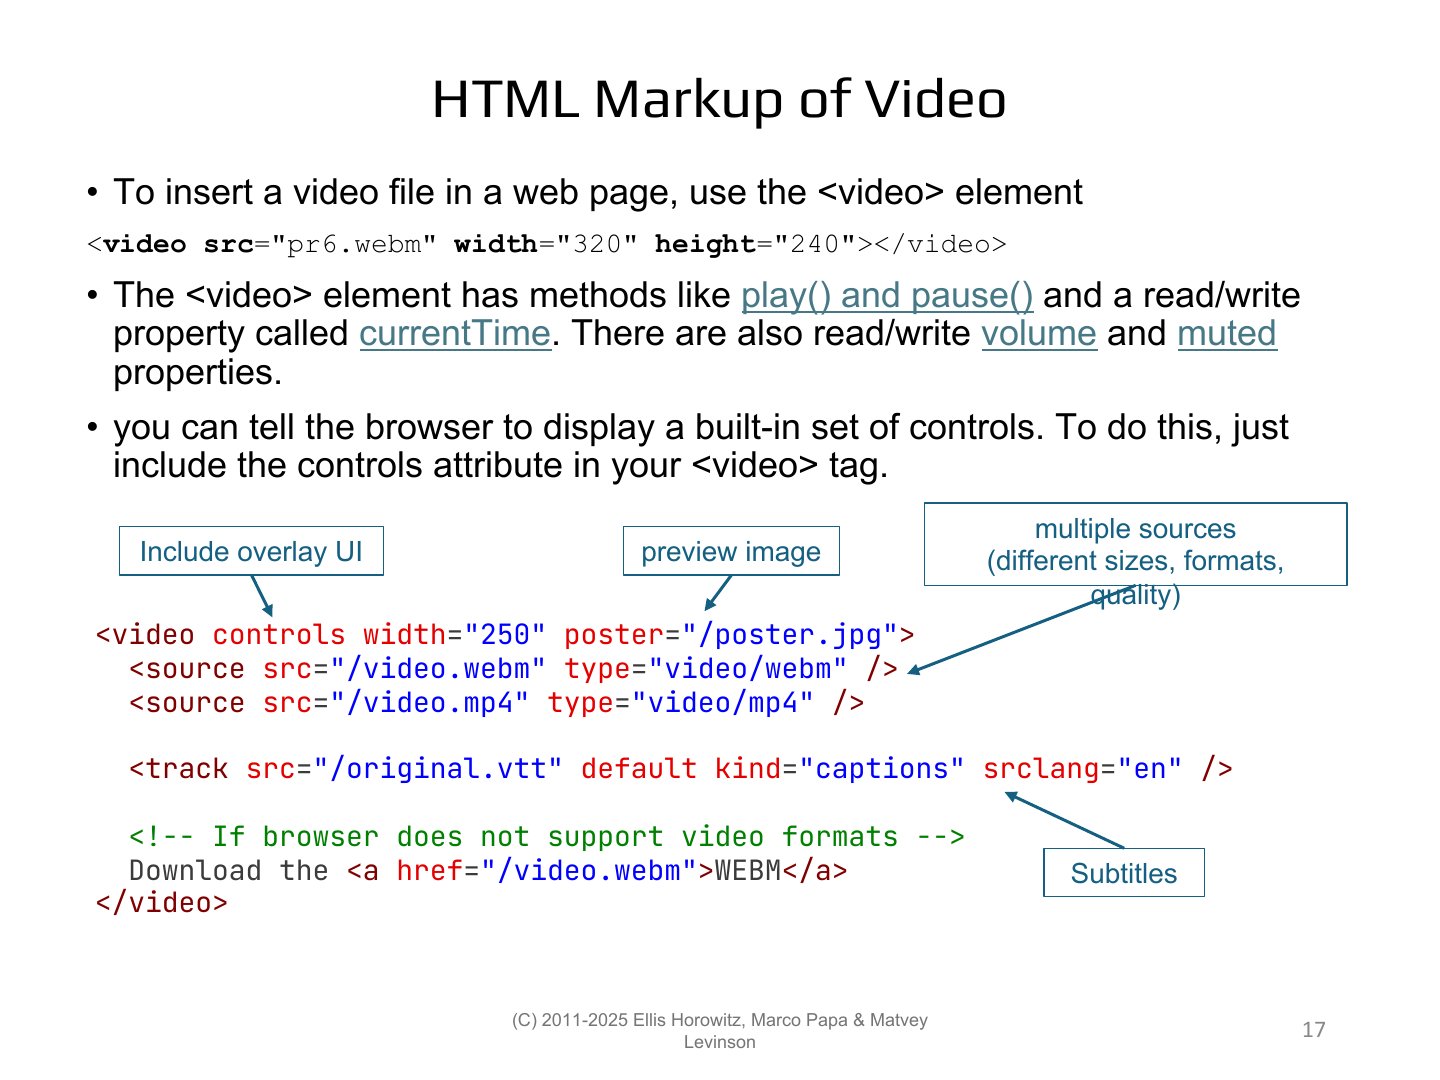 HTML Markup of Video
• To insert a video file in a web page, use the <video> element
<video src="pr6.webm" width="320" height="240"></video>
• The <video> element has methods like play() and pause() and a read/write
property called currentTime. There are also read/write volume and muted
properties.
• you can tell the browser to display a built-in set of controls. To do this, just
include the controls attribute in your <video> tag.
Include overlay UI
preview image
multiple sources
(different sizes, formats,
quality)
<video controls width="250" poster="/poster.jpg">
<source src="/video.webm" type="video/webm" />
<source src="/video.mp4" type="video/mp4" />
<track src="/original.vtt" default kind="captions" srclang="en" />
<!-- If browser does not support video formats -->
Download the <a href="/video.webm">WEBM</a>
</video>
Subtitles
(C) 2011-2025 Ellis Horowitz, Marco Papa & Matvey
Levinson
17